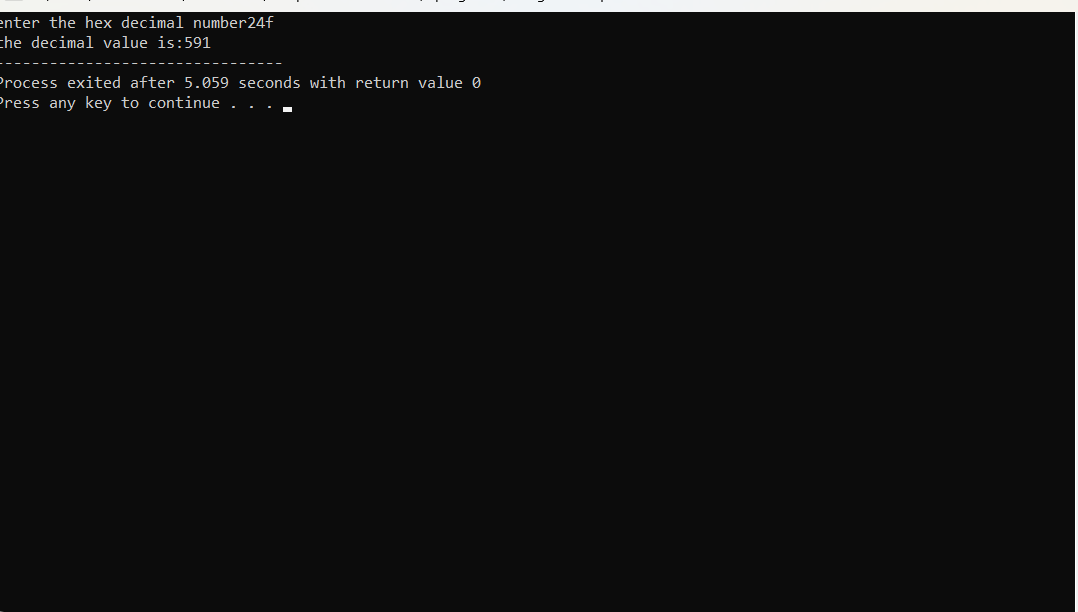 enter the hex decimal number24f
the decimal value is:591
--------------------------------
Process exited after 5.059 seconds with return value 0
Press any key to continue . . .